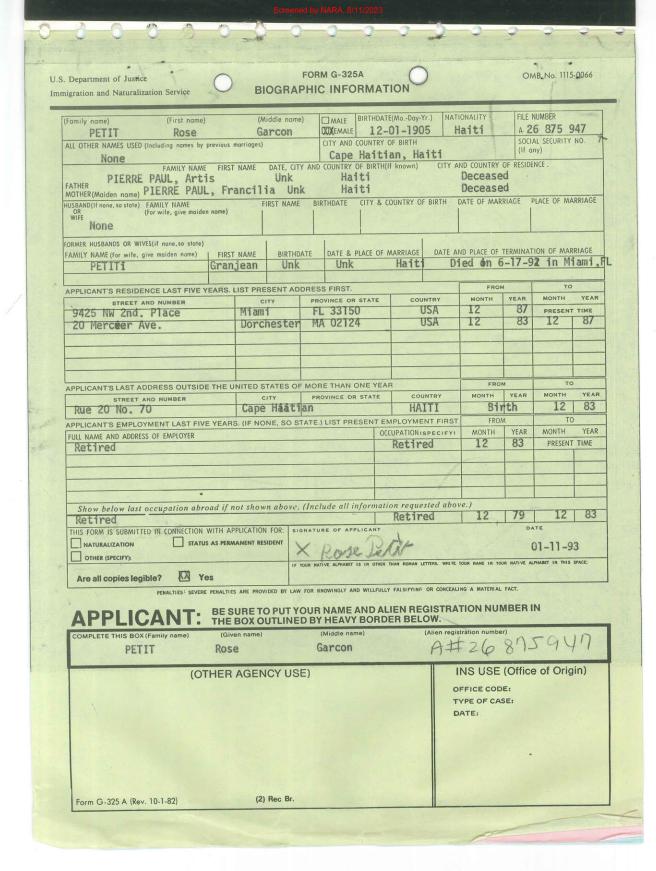 Screened by NARA, 8/11/2023
U.S. Department of Justice
Immigration and Naturalization Service
FORM G-325A
BIOGRAPHIC INFORMATION
OMB No. 1115-0066
(Family name) (First name) (Middle name) MALE BIRTHDATE(Mo.-Day-Yr.) NATIONALITY FILE NUMBER
PETIT Rose Garcon XXXEMALE 12-01-1905 Haiti A 26 875 947
ALL OTHER NAMES USED (Including names by previous marriages) CITY AND COUNTRY OF BIRTH SOCIAL SECURITY NO. (If any)
None Cape Haitian, Haiti
FAMILY NAME FIRST NAME DATE, CITY AND COUNTRY OF BIRTH(If known) CITY AND COUNTRY OF RESIDENCE.
FATHER PIERRE PAUL, Artis Unk Haiti Deceased
MOTHER(Maiden name) PIERRE PAUL, Francilia Unk Haiti Deceased
HUSBAND(If none, so state) OR WIFE FAMILY NAME (For wife, give maiden name) FIRST NAME BIRTHDATE CITY & COUNTRY OF BIRTH DATE OF MARRIAGE PLACE OF MARRIAGE
None
FORMER HUSBANDS OR WIVES(if none, so state)
FAMILY NAME (For wife, give maiden name) FIRST NAME BIRTHDATE DATE & PLACE OF MARRIAGE DATE AND PLACE OF TERMINATION OF MARRIAGE
PETITi Granjean Unk Unk Haiti Died on 6-17-92 in Miami,FL
APPLICANT'S RESIDENCE LAST FIVE YEARS. LIST PRESENT ADDRESS FIRST. FROM TO
STREET AND NUMBER CITY PROVINCE OR STATE COUNTRY MONTH YEAR MONTH YEAR
9425 NW 2nd. Place Miami FL 33150 USA 12 87 PRESENT TIME
20 Mercer Ave. Dorchester MA 02124 USA 12 83 12 87
APPLICANT'S LAST ADDRESS OUTSIDE THE UNITED STATES OF MORE THAN ONE YEAR FROM TO
STREET AND NUMBER CITY PROVINCE OR STATE COUNTRY MONTH YEAR MONTH YEAR
Rue 20 No. 70 Cape Haitian HAITI Birth 12 83
APPLICANT'S EMPLOYMENT LAST FIVE YEARS. (IF NONE, SO STATE.) LIST PRESENT EMPLOYMENT FIRST FROM TO
FULL NAME AND ADDRESS OF EMPLOYER OCCUPATION(SPECIFY) MONTH YEAR MONTH YEAR
Retired Retired 12 83 PRESENT TIME
Show below last occupation abroad if not shown above. (Include all information requested above.)
Retired Retired 12 79 12 83
THIS FORM IS SUBMITTED IN CONNECTION WITH APPLICATION FOR: SIGNATURE OF APPLICANT DATE
NATURALIZATION STATUS AS PERMANENT RESIDENT
X Rose Petit 01-11-93
OTHER (SPECIFY):
IF YOUR NATIVE ALPHABET IS IN OTHER THAN ROMAN LETTERS, WRITE YOUR NAME IN YOUR NATIVE ALPHABET IN THIS SPACE:
Are all copies legible? XX Yes
PENALTIES: SEVERE PENALTIES ARE PROVIDED BY LAW FOR KNOWINGLY AND WILLFULLY FALSIFYING OR CONCEALING A MATERIAL FACT.
APPLICANT: BE SURE TO PUT YOUR NAME AND ALIEN REGISTRATION NUMBER IN
THE BOX OUTLINED BY HEAVY BORDER BELOW.
COMPLETE THIS BOX (Family name) (Given name) (Middle name) (Alien registration number)
PETIT Rose Garcon A# 26 875947
(OTHER AGENCY USE) INS USE (Office of Origin)
OFFICE CODE:
TYPE OF CASE:
DATE:
Form G-325 A (Rev. 10-1-82) (2) Rec Br.